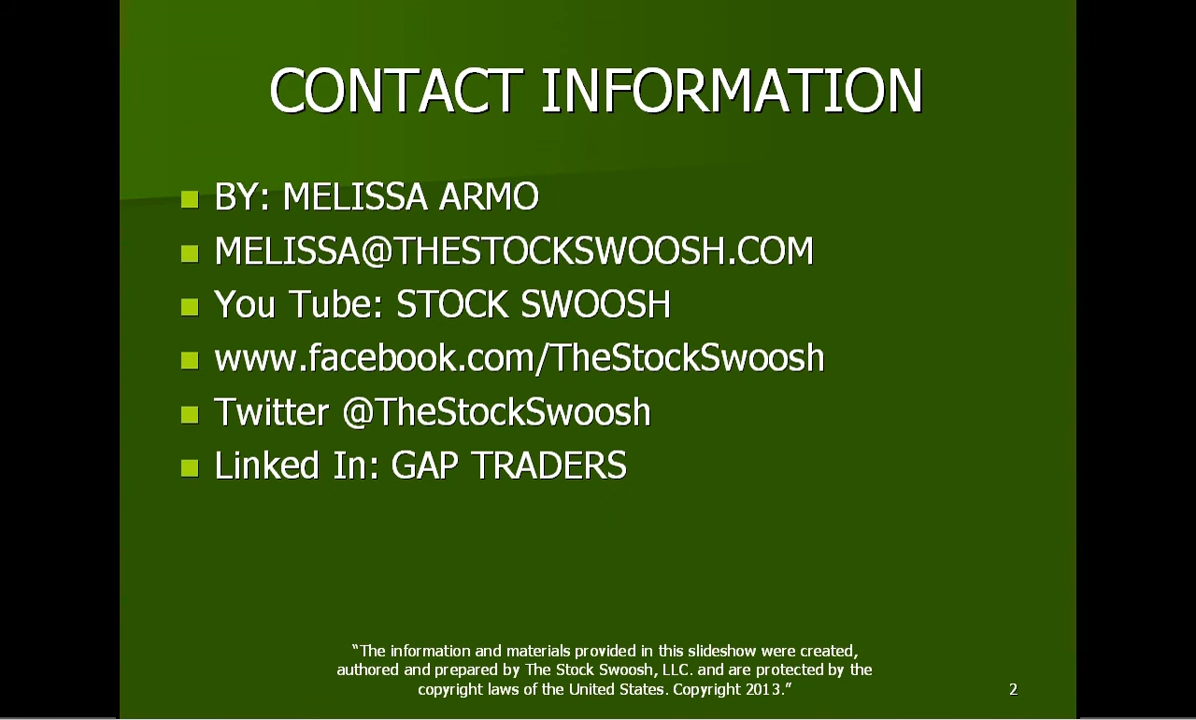 CONTACT INFORMATION
BY: MELISSA ARMO
MELISSA@THESTOCKSWOOSH.COM
You Tube: STOCK SWOOSH
www.facebook.com/TheStockSwoosh
Twitter @TheStockSwoosh
Linked In: GAP TRADERS
“The information and materials provided in this slideshow were created,
authored and prepared by The Stock Swoosh, LLC. and are protected by the
copyright laws of the United States. Copyright 2013.”
2